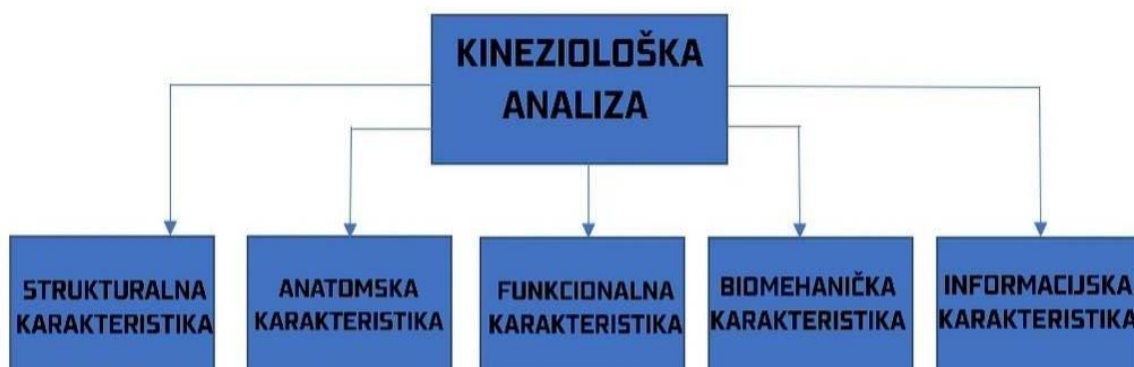 KINEZIOLOŠKA
ANALIZA
STRUKTURALNA
KARAKTERISTIKA
ANATOMSKA
KARAKTERISTIKA
FUNKCIONALNA
KARAKTERISTIKA
BIOMEHANIČKA
KARAKTERISTIKA
INFORMACIJSKA
KARAKTERISTIKA